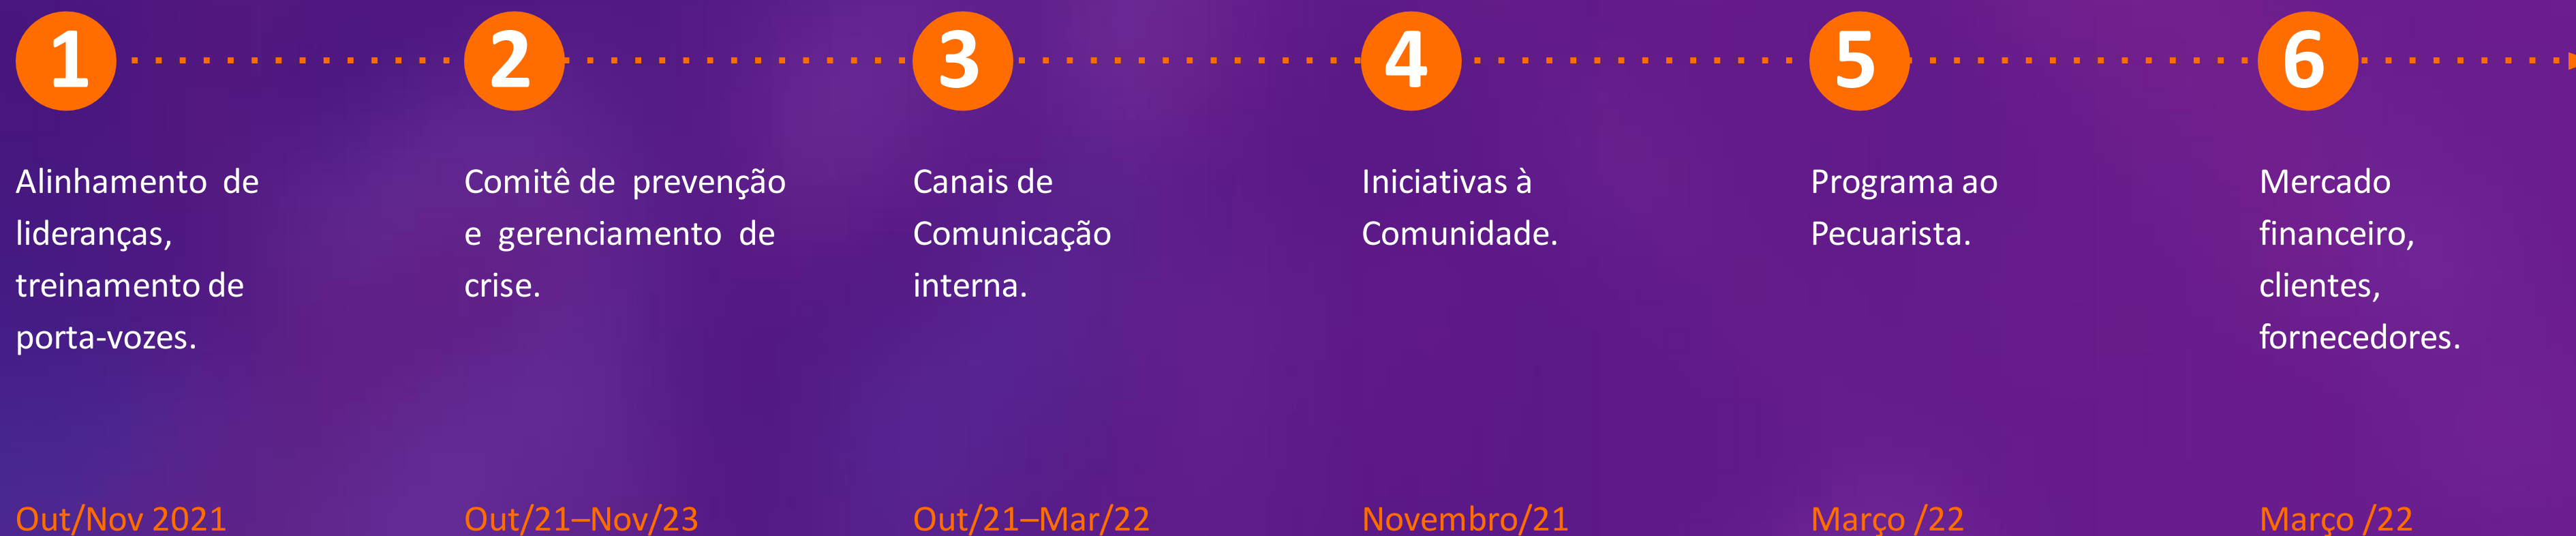 1
Alinhamento de
lideranças,
treinamento de
porta-vozes.
Out/Nov 2021
2
Comitê de prevenção
e gerenciamento de
crise.
Out/21–Nov/23
3
Canais de
Comunicação
interna.
Out/21–Mar/22
4
Iniciativas à
Comunidade.
Novembro/21
5
Programa ao
Pecuarista.
Março /22
6
Mercado
financeiro,
clientes,
fornecedores.
Março /22